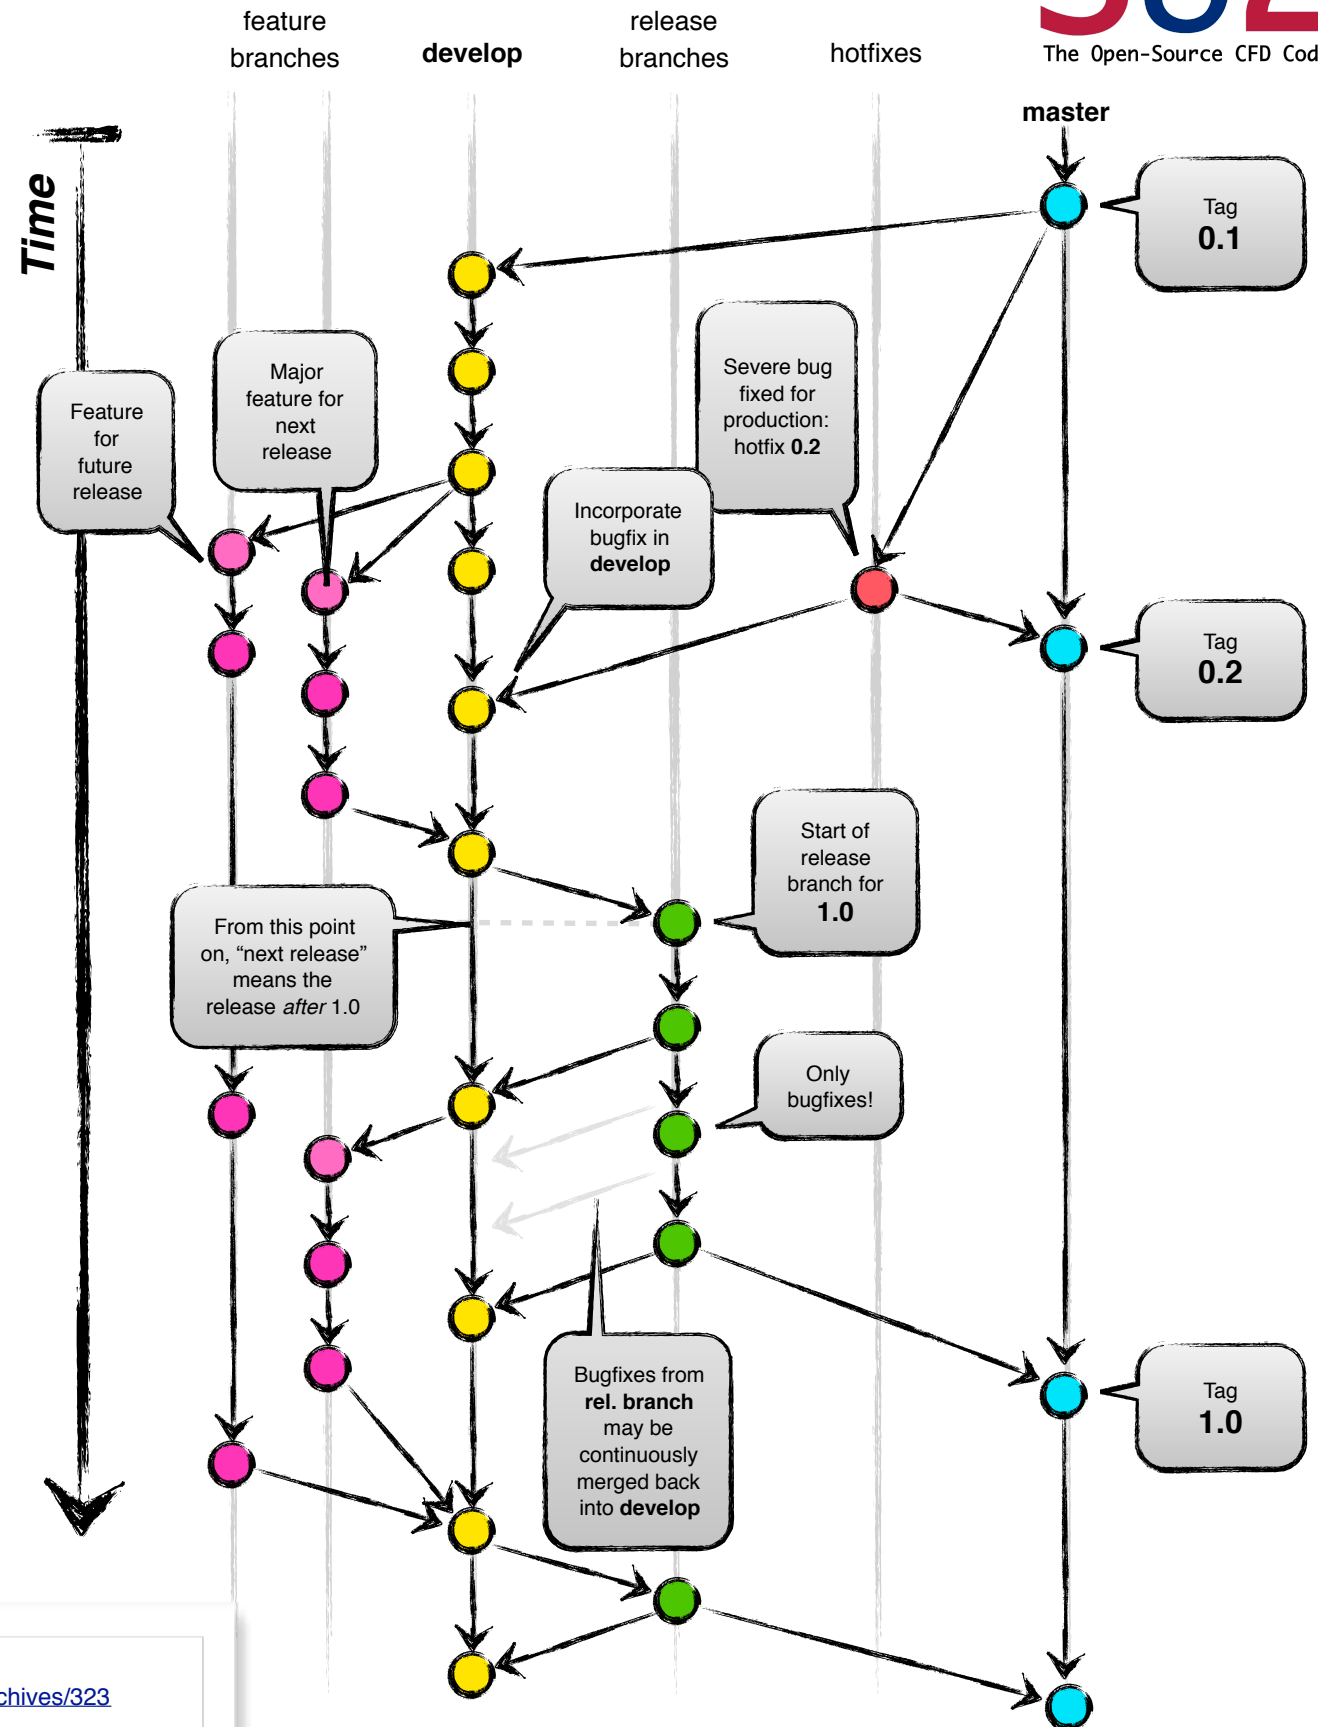 feature
branches
develop
release
branches
hotfixes
SU2
The Open-Source CFD Cod
master
Time
Tag
0.1
Major
feature for
next
release
Feature
for
future
release
Severe bug
fixed for
production:
hotfix 0.2
Incorporate
bugfix in
develop
Tag
0.2
Start of
release
branch for
1.0
From this point
on, “next release”
means the
release after 1.0
Only
bugfixes!
Bugfixes from
rel. branch
may be
continuously
merged back
into develop
Tag
1.0
chives/323